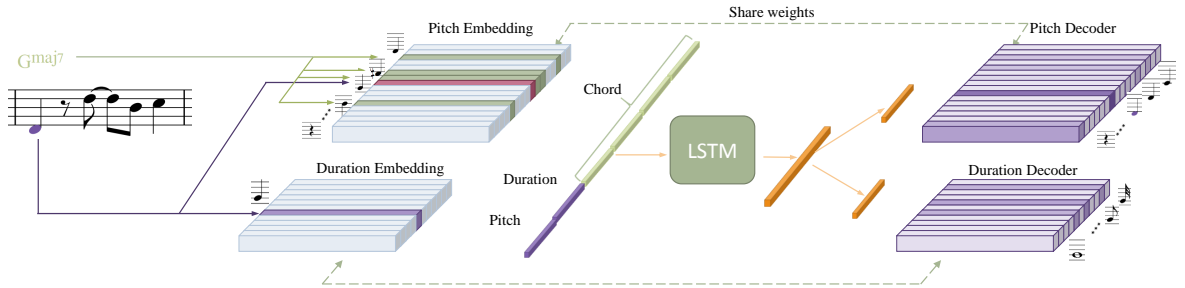 Share weights
Pitch Embedding
Pitch Decoder
Gmaj7
Chord
LSTM
Duration Embedding
Duration
Duration Decoder
Pitch